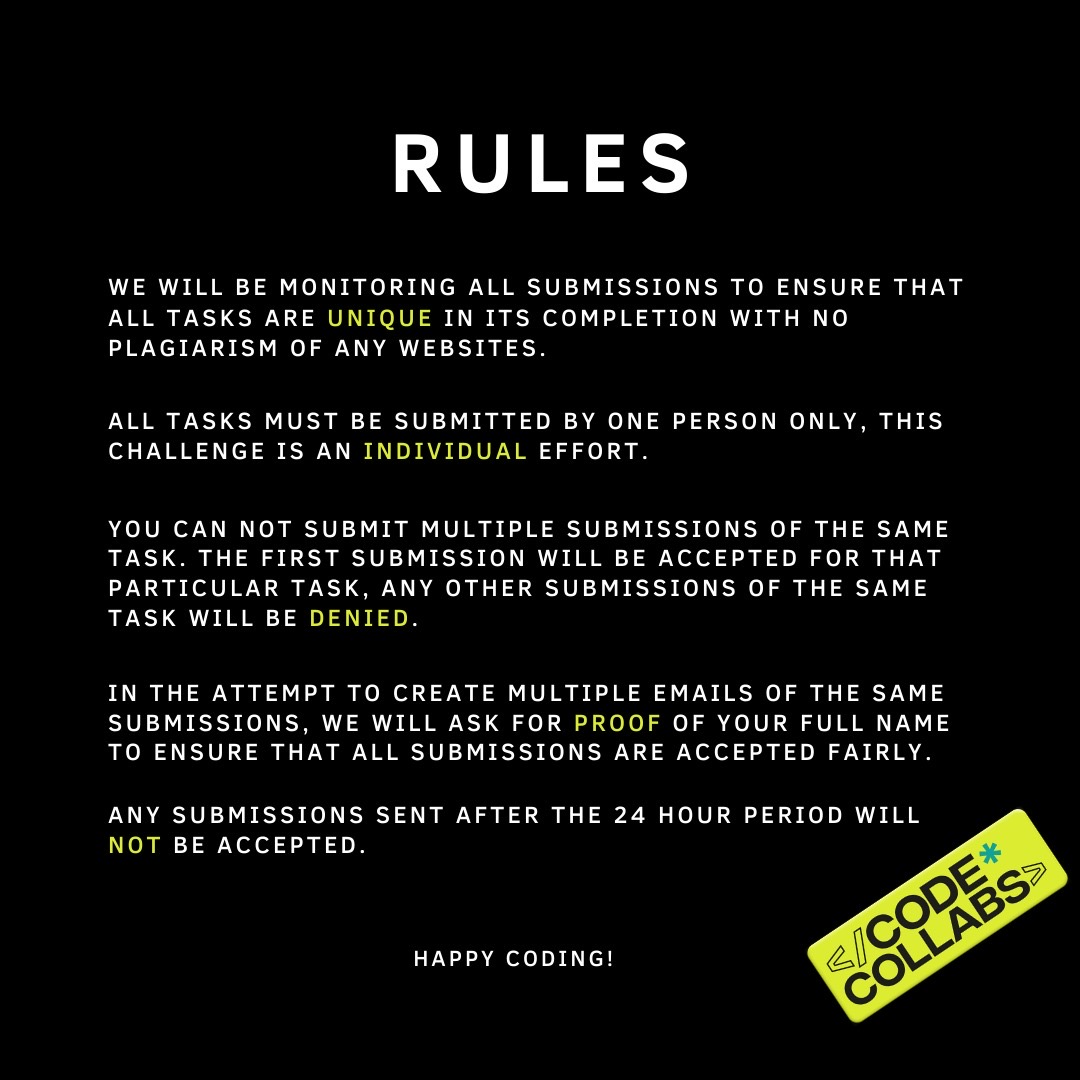 RULES
WE WILL BE MONITORING ALL SUBMISSIONS TO ENSURE THAT
ALL TASKS ARE UNIQUE IN ITS COMPLETION WITH NO
PLAGIARISM OF ANY WEBSITES.
ALL TASKS MUST BE SUBMITTED BY ONE PERSON ONLY, THIS
CHALLENGE IS AN INDIVIDUAL EFFORT.
YOU CAN NOT SUBMIT MULTIPLE SUBMISSIONS OF THE SAME
TASK. THE FIRST SUBMISSION WILL BE ACCEPTED FOR THAT
PARTICULAR TASK, ANY OTHER SUBMISSIONS OF THE SAME
TASK WILL BE DENIED.
IN THE ATTEMPT TO CREATE MULTIPLE EMAILS OF THE SAME
SUBMISSIONS, WE WILL ASK FOR PROOF OF YOUR FULL NAME
TO ENSURE THAT ALL SUBMISSIONS ARE ACCEPTED FAIRLY.
ANY SUBMISSIONS SENT AFTER THE 24 HOUR PERIOD WILL
NOT BE ACCEPTED.
HAPPY CODING!
</CODE*
COLLABS>